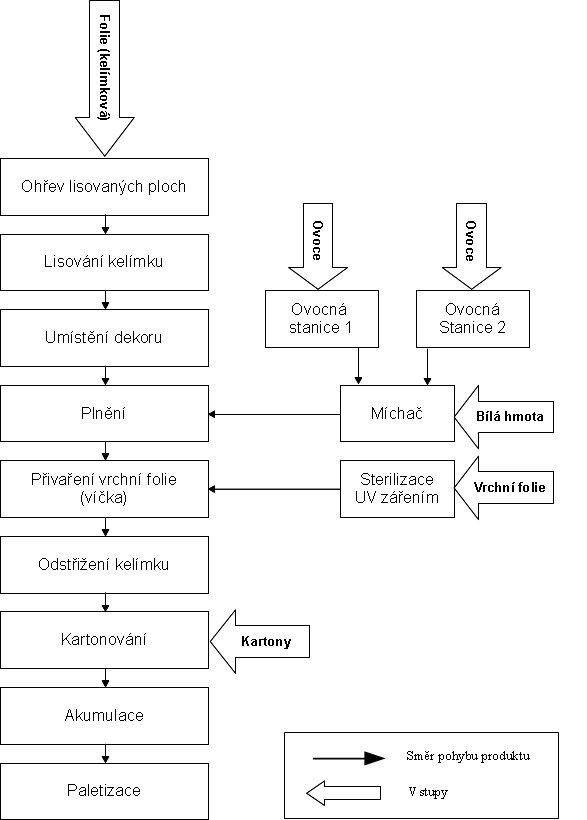 Folie (kelímková)
Ohřev lisovaných ploch
Lisování kelímku
Umístění dekoru
Ovoce
Ovoce
Ovocná
stanice 1
Ovocná
Stanice 2
Plnění
Míchač
Bílá hmota
Přivaření vrchní folie
(víčka)
Sterilizace
UV zářením
Vrchní folie
Odstřižení kelímku
Kartonování
Kartony
Akumulace
Paletizace
Směr pohybu produktu
Vstupy